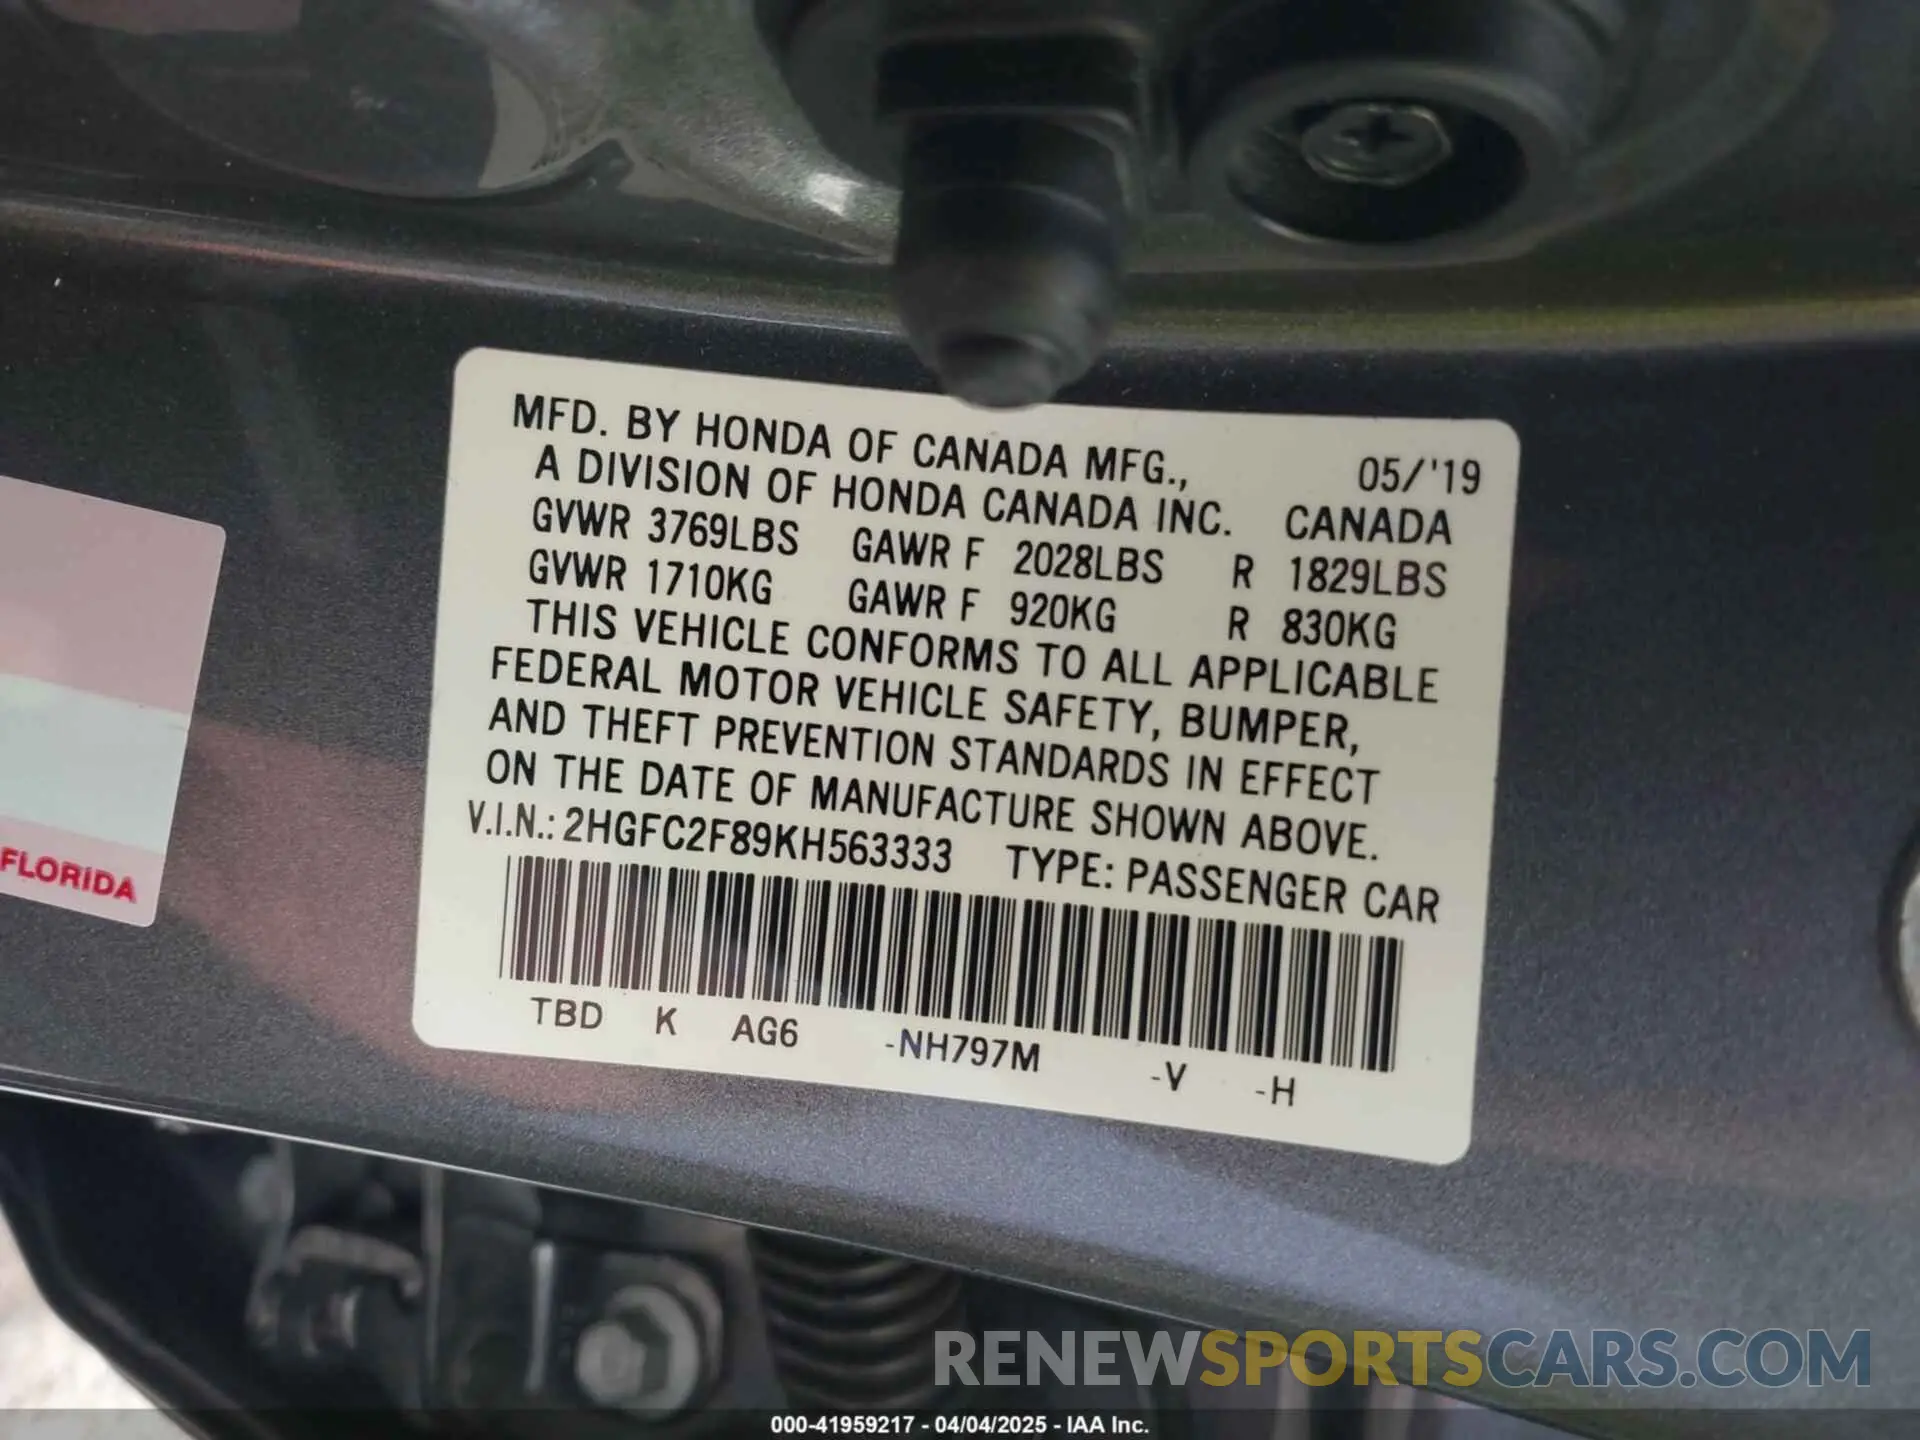 MFD. BY HONDA OF CANADA MFG., 05/'19
A DIVISION OF HONDA CANADA INC. CANADA
GVWR 3769LBS GAWR F 2028LBS R 1829LBS
GVWR 1710KG GAWR F 920KG R 830KG
THIS VEHICLE CONFORMS TO ALL APPLICABLE
FEDERAL MOTOR VEHICLE SAFETY, BUMPER,
AND THEFT PREVENTION STANDARDS IN EFFECT
ON THE DATE OF MANUFACTURE SHOWN ABOVE.
V.I.N.: 2HGFC2F89KH563333 TYPE: PASSENGER CAR
TBD K AG6 -NH797M -V -H
FLORIDA
RENEWSPORTSCARS.COM
000-41959217 - 04/04/2025 - IAA Inc.